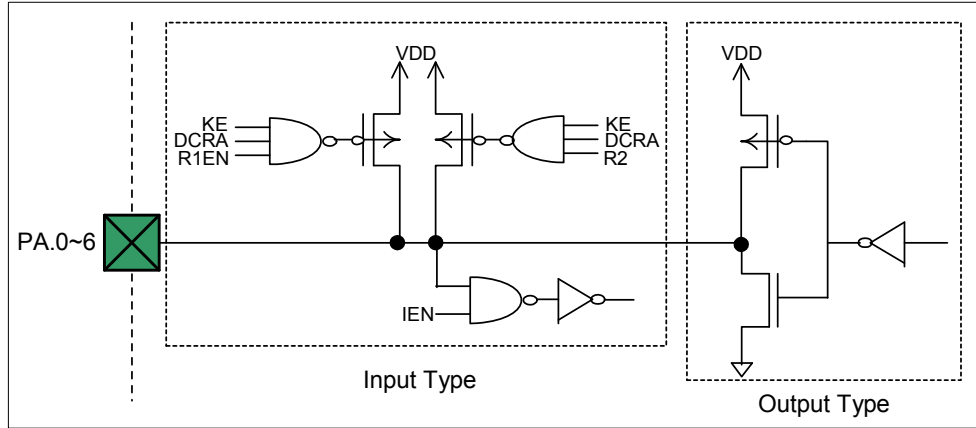 VDD
VDD
KE
DCRA
R1EN
KE
DCRA
R2
PA.0~6
IEN
Input Type
Output Type